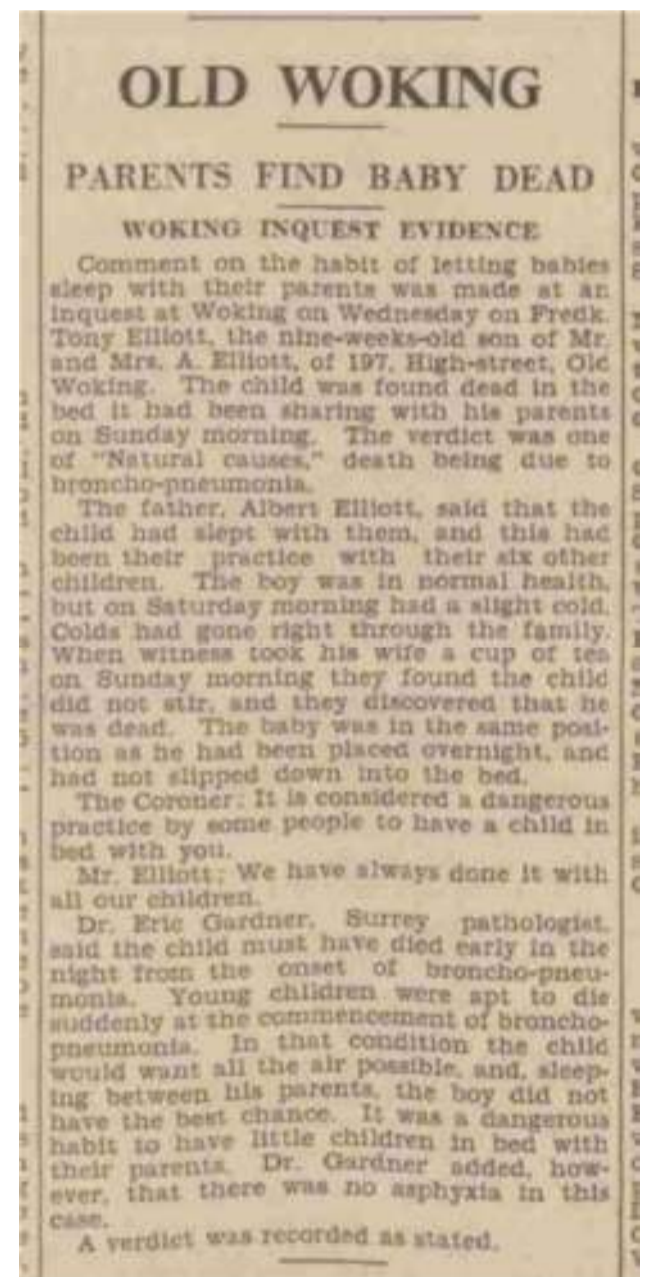 OLD WOKING
PARENTS FIND BABY DEAD
WOKING INQUEST EVIDENCE
Comment on the habit of letting babies
sleep with their parents was made at an
inquest at Woking on Wednesday on Fredk.
Tony Elliott, the nine-weeks-old son of Mr.
and Mrs. A. Elliott, of 197, High-street, Old
Woking. The child was found dead in the
bed it had been sharing with his parents
on Sunday morning. The verdict was one
of "Natural causes," death being due to
broncho-pneumonia.
The father, Albert Elliott, said that the
child had slept with them, and this had
been their practice with their six other
children. The boy was in normal health,
but on Saturday morning had a slight cold.
Colds had gone right through the family.
When witness took his wife a cup of tea
on Sunday morning they found the child
did not stir, and they discovered that he
was dead. The baby was in the same posi-
tion as he had been placed overnight, and
had not slipped down into the bed.
The Coroner: It is considered a dangerous
practice by some people to have a child in
bed with you.
Mr. Elliott: We have always done it with
all our children.
Dr. Eric Gardner, Surrey pathologist,
said the child must have died early in the
night from the onset of broncho-pneu-
monia. Young children were apt to die
suddenly at the commencement of broncho-
pneumonia. In that condition the child
would want all the air possible, and, sleep-
ing between his parents, the boy did not
have the best chance. It was a dangerous
habit to have little children in bed with
their parents. Dr. Gardner added, how-
ever, that there was no asphyxia in this
case.
A verdict was recorded as stated.